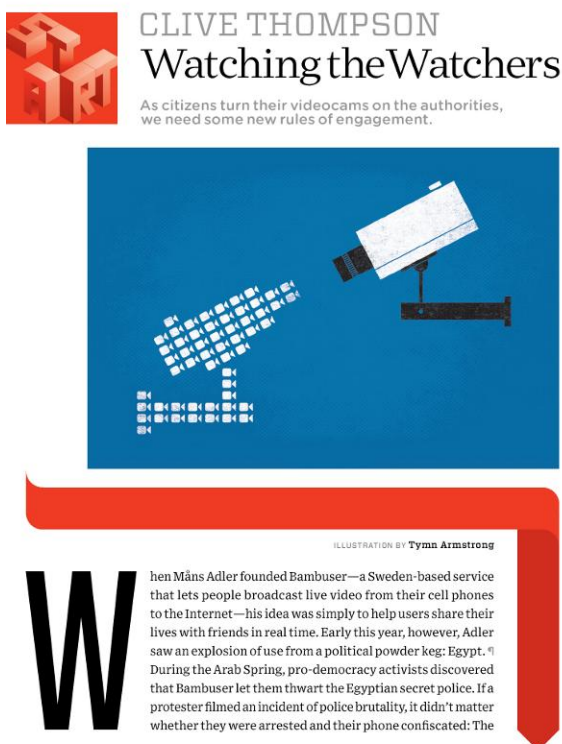 START
CLIVE THOMPSON
Watching the Watchers
As citizens turn their videocams on the authorities,
we need some new rules of engagement.
ILLUSTRATION BY Tymn Armstrong
When Måns Adler founded Bambuser—a Sweden-based service
that lets people broadcast live video from their cell phones
to the Internet—his idea was simply to help users share their
lives with friends in real time. Early this year, however, Adler
saw an explosion of use from a political powder keg: Egypt. ¶
During the Arab Spring, pro-democracy activists discovered
that Bambuser let them thwart the Egyptian secret police. If a
protester filmed an incident of police brutality, it didn't matter
whether they were arrested and their phone confiscated: The